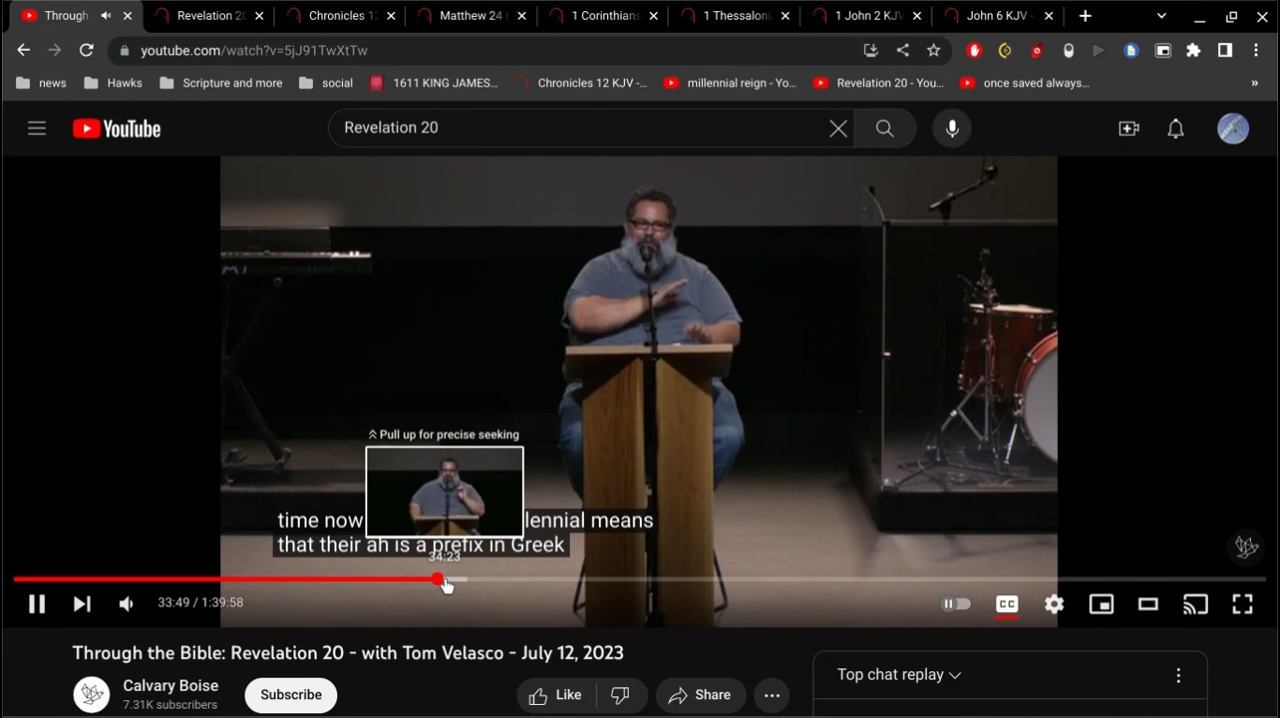 Through
Revelation 2
Chronicles 12
Matthew 24
1 Corinthians
1 Thessalon
1 John 2 KJV
John 6 KJV
youtube.com/watch?v=5jJ91TwXtTw
news
Hawks
Scripture and more
social
1611 KING JAMES...
Chronicles 12 KJV -...
millennial reign - Yo...
Revelation 20 - You...
once saved always...
»
YouTube
Revelation 20
Pull up for precise seeking
time now
llennial means
that their ah is a prefix in Greek
34:23
33:49 / 1:39:58
CC
Through the Bible: Revelation 20 - with Tom Velasco - July 12, 2023
Calvary Boise
7.31K subscribers
Subscribe
Like
Share
Top chat replay